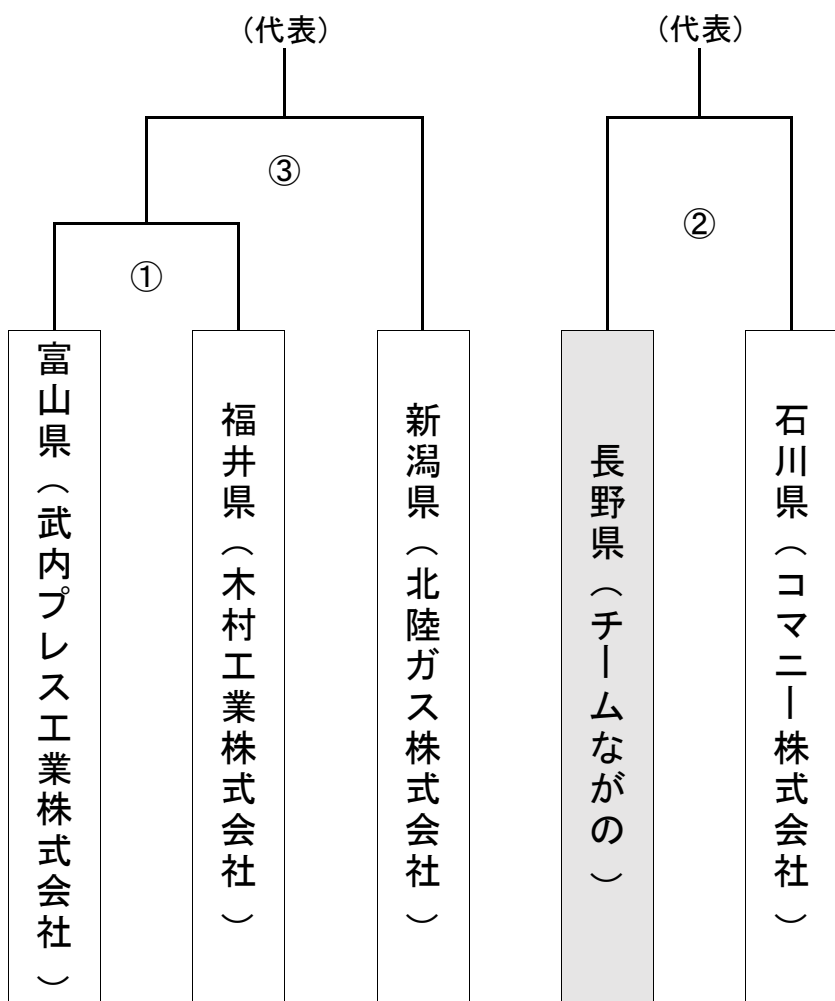 (代表)
(代表)
③
②
①
富山県(武内プレス工業株式会社)
福井県(木村工業株式会社)
新潟県(北陸ガス株式会社)
長野県(チームながの)
石川県(コマニー株式会社)